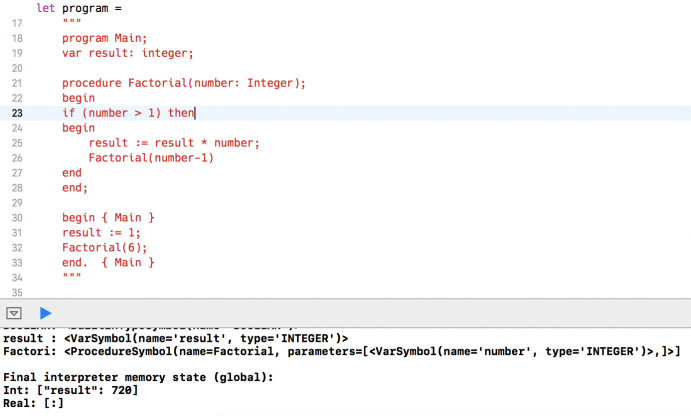 let program =
17 """
18 program Main;
19 var result: integer;
20
21 procedure Factorial(number: Integer);
22 begin
23 if (number > 1) then
24 begin
25 result := result * number;
26 Factorial(number-1)
27 end
28 end;
29
30 begin { Main }
31 result := 1;
32 Factorial(6);
33 end. { Main }
34 """
35
result : <VarSymbol(name='result', type='INTEGER')>
Factori: <ProcedureSymbol(name=Factorial, parameters=[<VarSymbol(name='number', type='INTEGER')>,]>]
Final interpreter memory state (global):
Int: ["result": 720]
Real: [:]